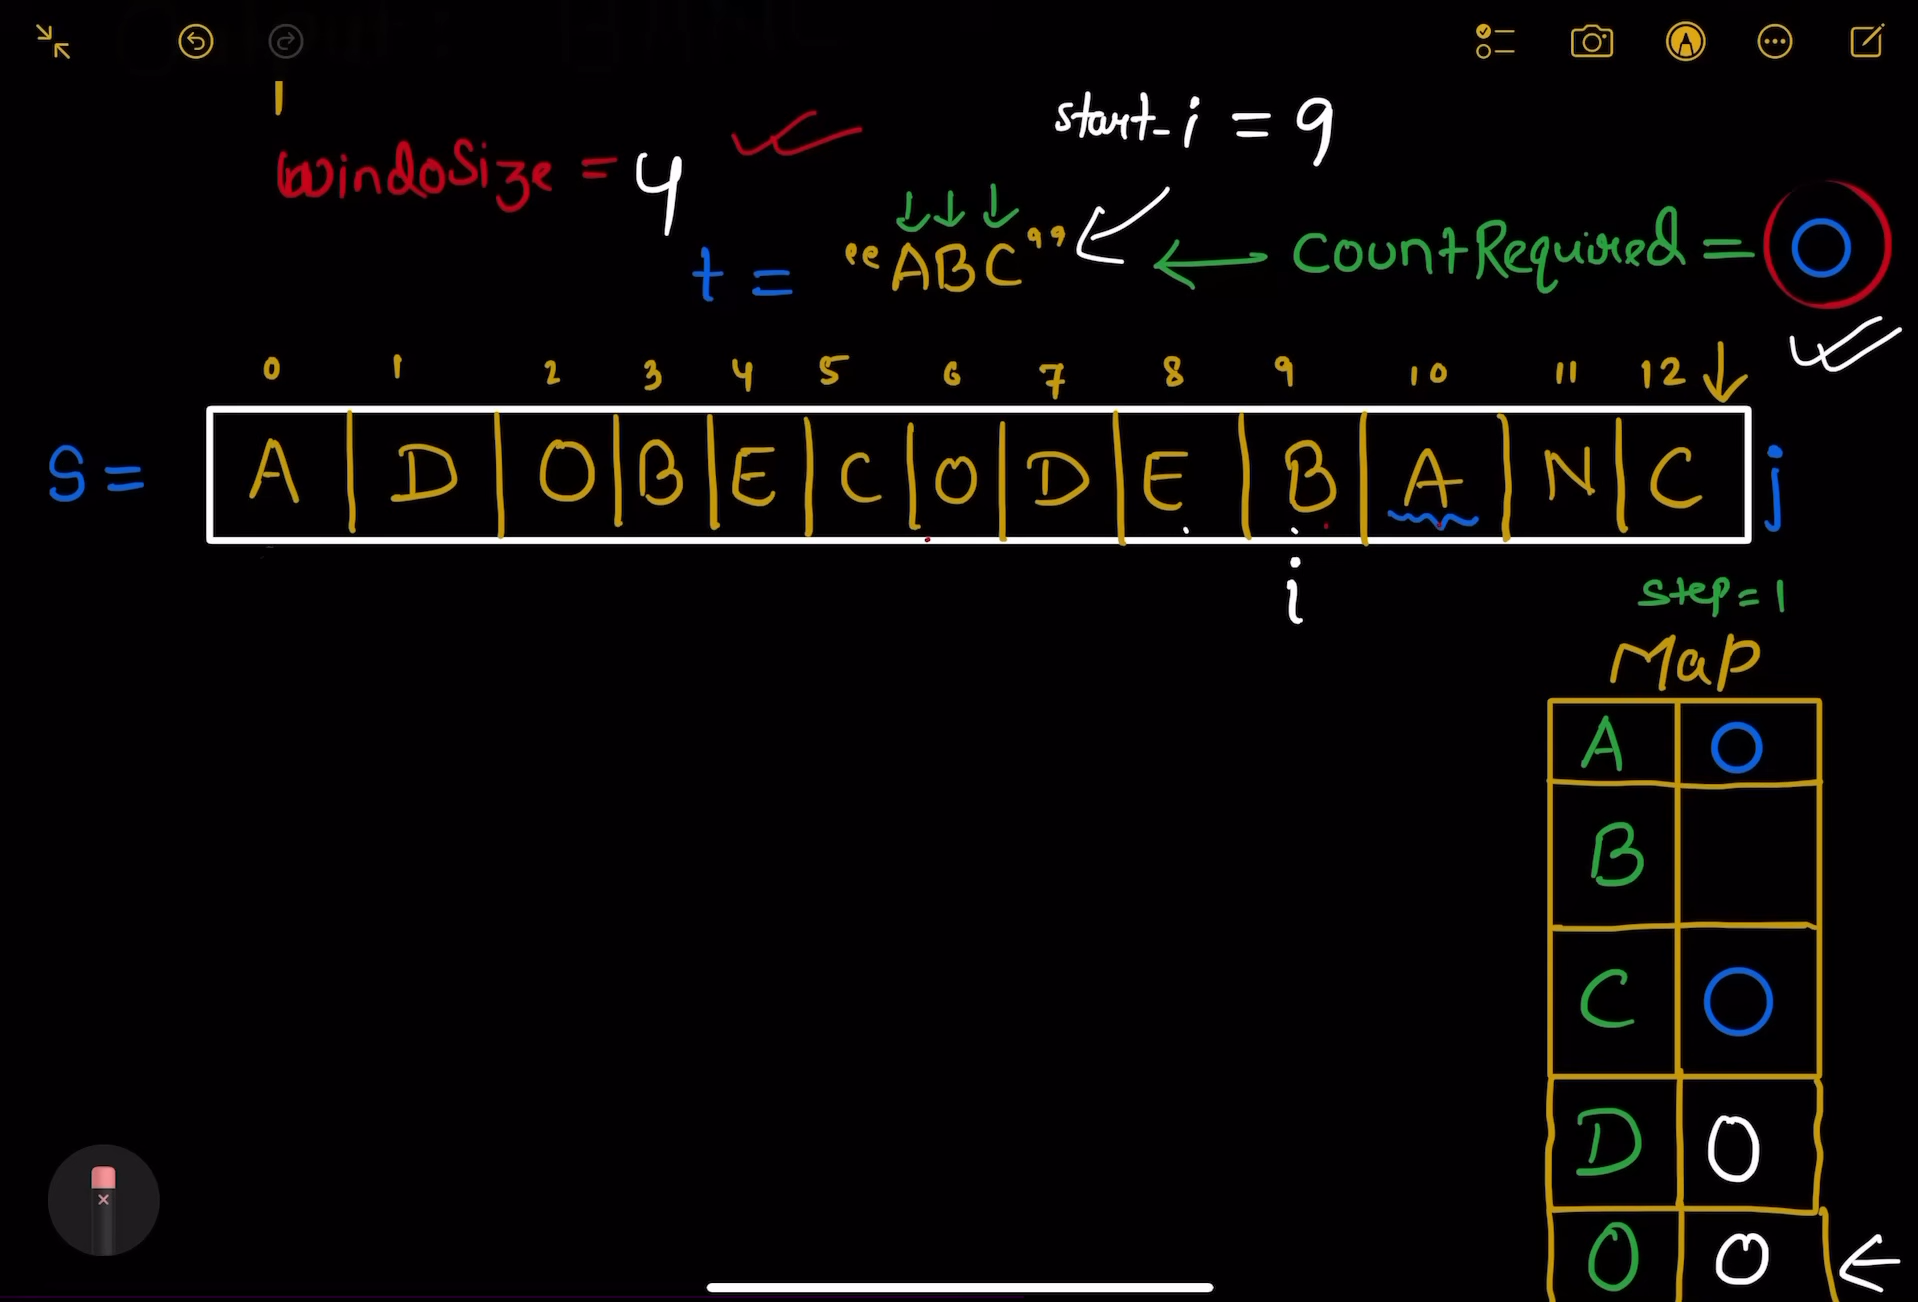 start_i = 9
windoSize = 4
t = "ABC" ← CountRequired = 0
0 1 2 3 4 5 6 7 8 9 10 11 12
S = A D O B E C O D E B A N C j
i
step = 1
Map
A 0
B
C 0
D 0
O 0